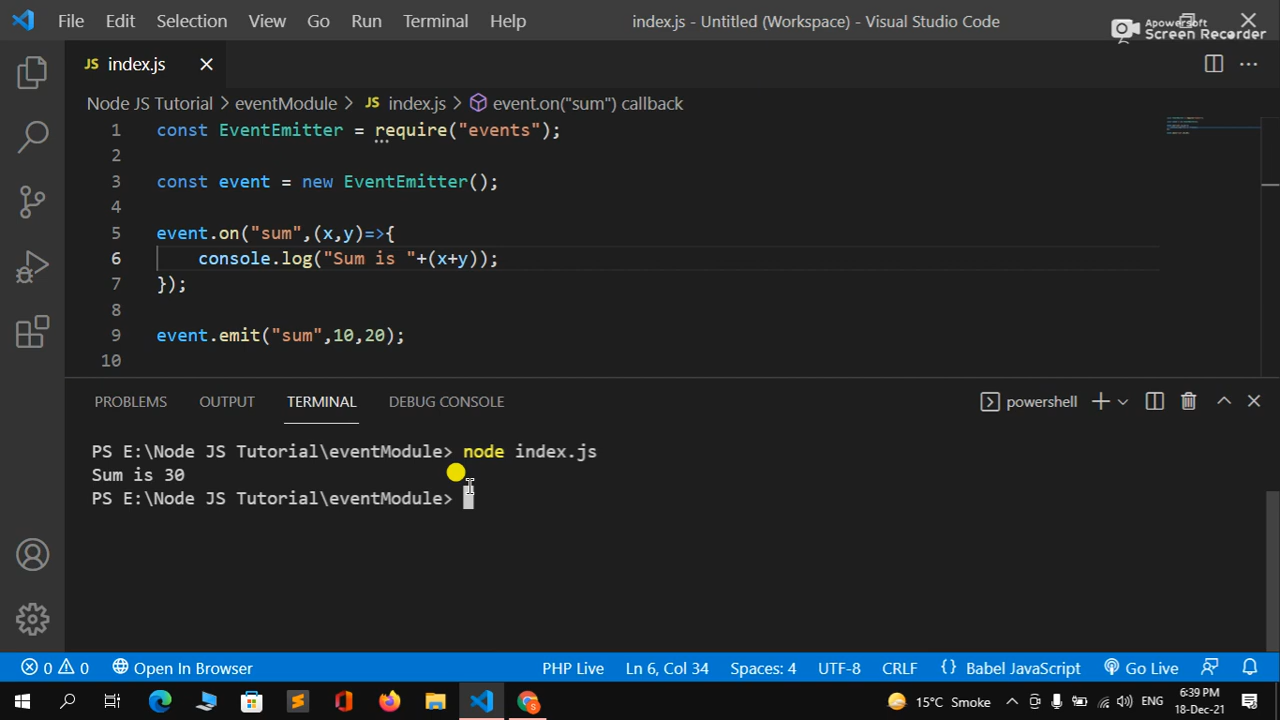 File Edit Selection View Go Run Terminal Help index.js - Untitled (Workspace) - Visual Studio Code
Apowersoft
Screen Recorder
JS index.js
Node JS Tutorial > eventModule > JS index.js > event.on("sum") callback
1 const EventEmitter = require("events");
2
3 const event = new EventEmitter();
4
5 event.on("sum",(x,y)=>{
6 console.log("Sum is "+(x+y));
7 });
8
9 event.emit("sum",10,20);
10
PROBLEMS OUTPUT TERMINAL DEBUG CONSOLE powershell
PS E:\Node JS Tutorial\eventModule> node index.js
Sum is 30
PS E:\Node JS Tutorial\eventModule>
0 0 Open In Browser PHP Live Ln 6, Col 34 Spaces: 4 UTF-8 CRLF {} Babel JavaScript Go Live
15°C Smoke ENG 6:39 PM
18-Dec-21